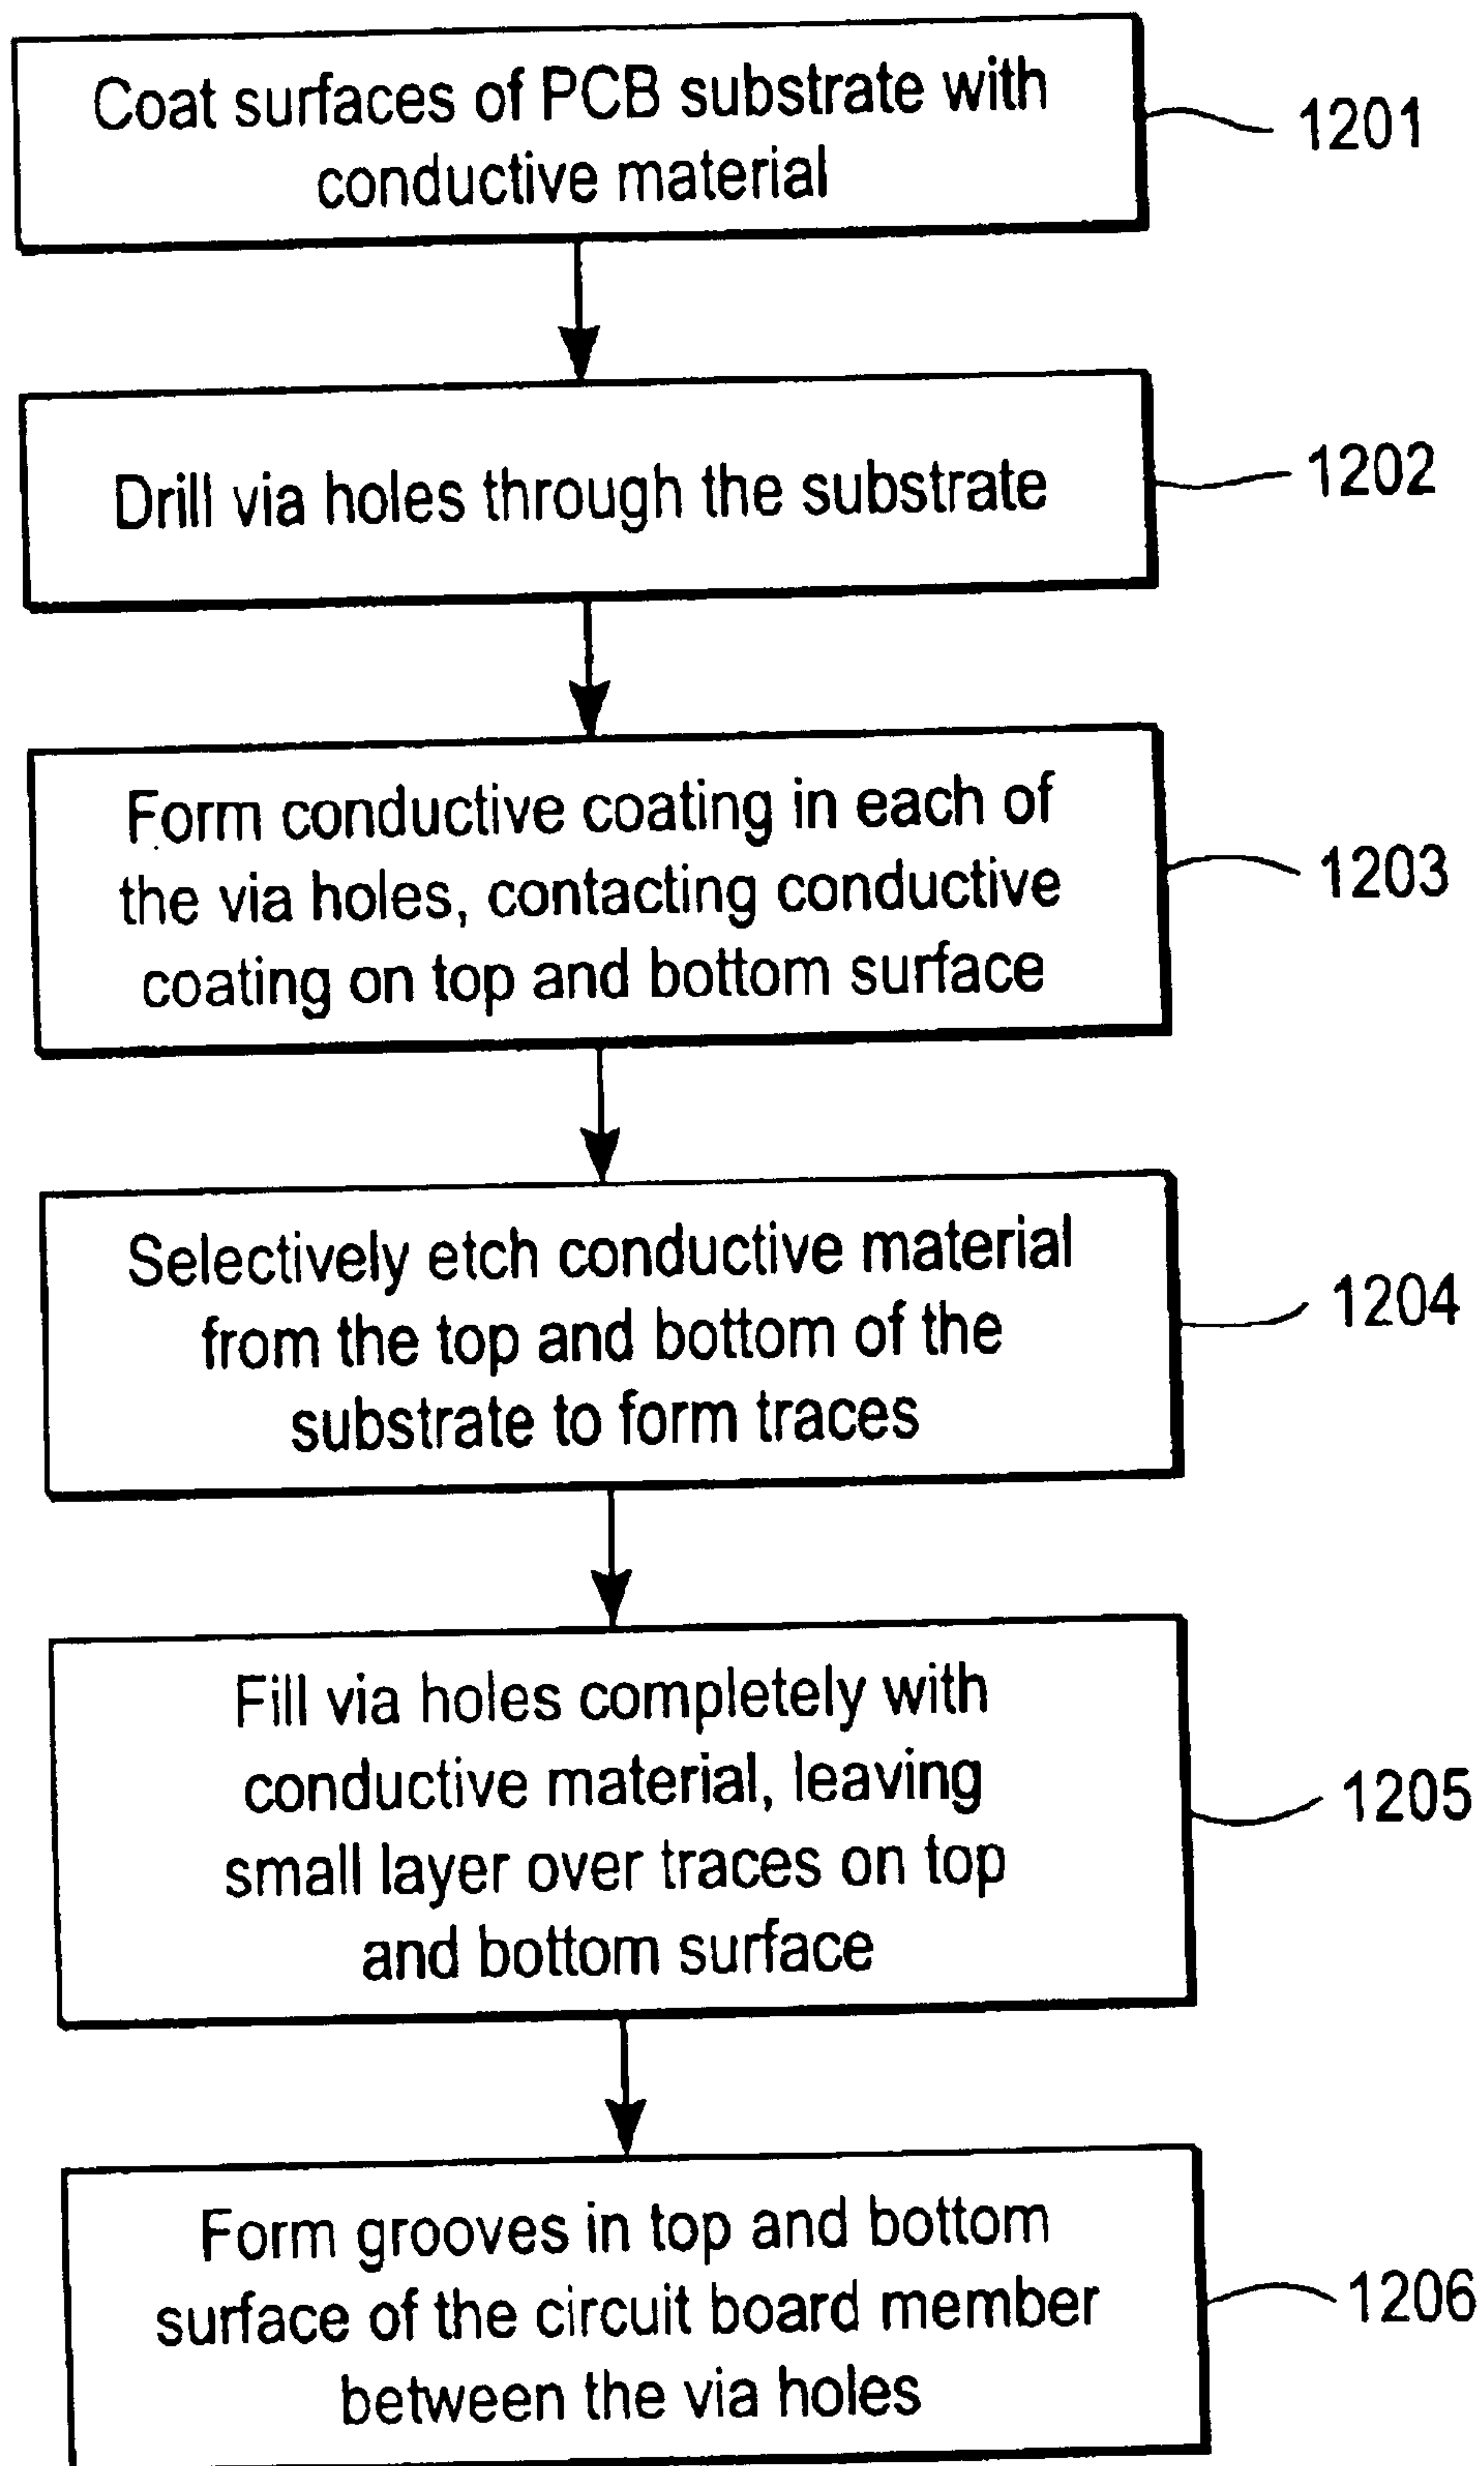 Coat surfaces of PCB substrate with
conductive material
1201
Drill via holes through the substrate
1202
Form conductive coating in each of
the via holes, contacting conductive
coating on top and bottom surface
1203
Selectively etch conductive material
from the top and bottom of the
substrate to form traces
1204
Fill via holes completely with
conductive material, leaving
small layer over traces on top
and bottom surface
1205
Form grooves in top and bottom
surface of the circuit board member
between the via holes
1206